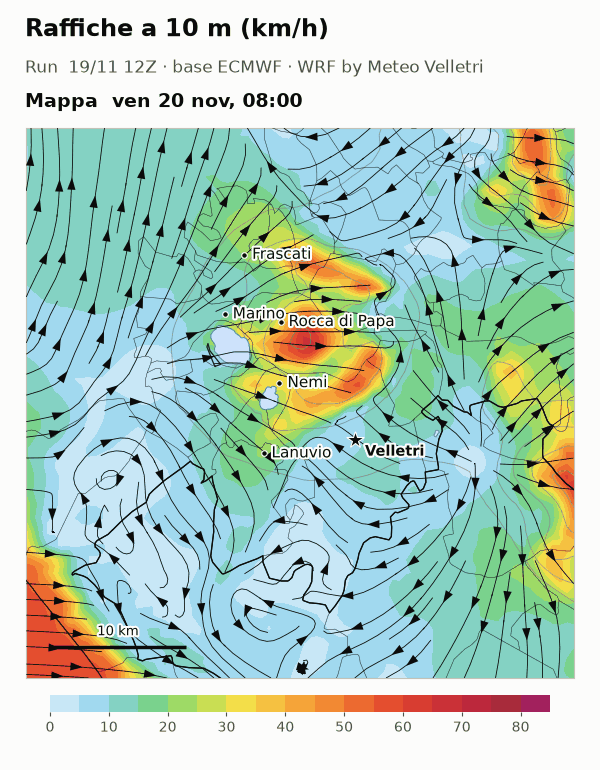 Raffiche a 10 m (km/h)
Run 19/11 12Z · base ECMWF · WRF by Meteo Velletri
Mappa ven 20 nov, 08:00
Frascati
Marino
Rocca di Papa
Nemi
Velletri
Lanuvio
10 km
0 10 20 30 40 50 60 70 80